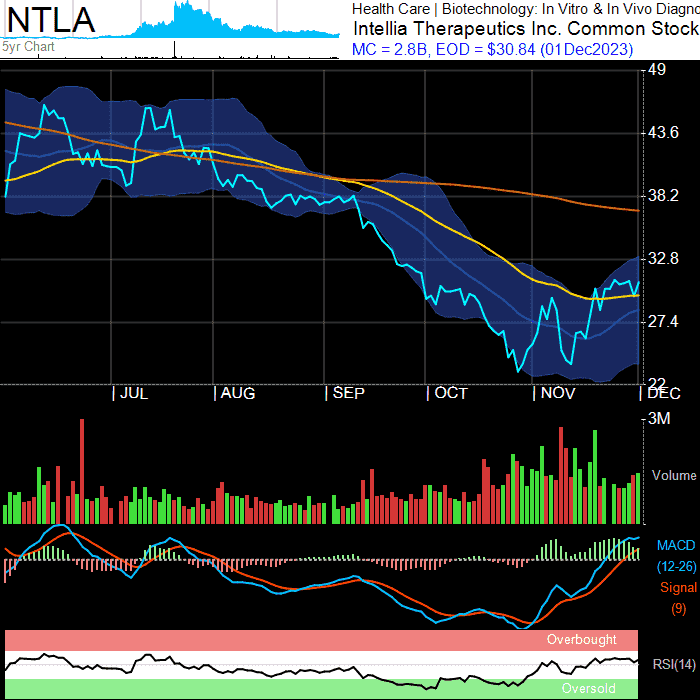 NTLA
5yr Chart
Health Care | Biotechnology: In Vitro & In Vivo Diagno
Intellia Therapeutics Inc. Common Stock
MC = 2.8B, EOD = $30.84 (01Dec2023)
49
43.6
38.2
32.8
27.4
22
| JUL | AUG | SEP | OCT | NOV | DEC
3M
Volume
MACD
(12-26)
Signal
(9)
Overbought
RSI(14)
Oversold